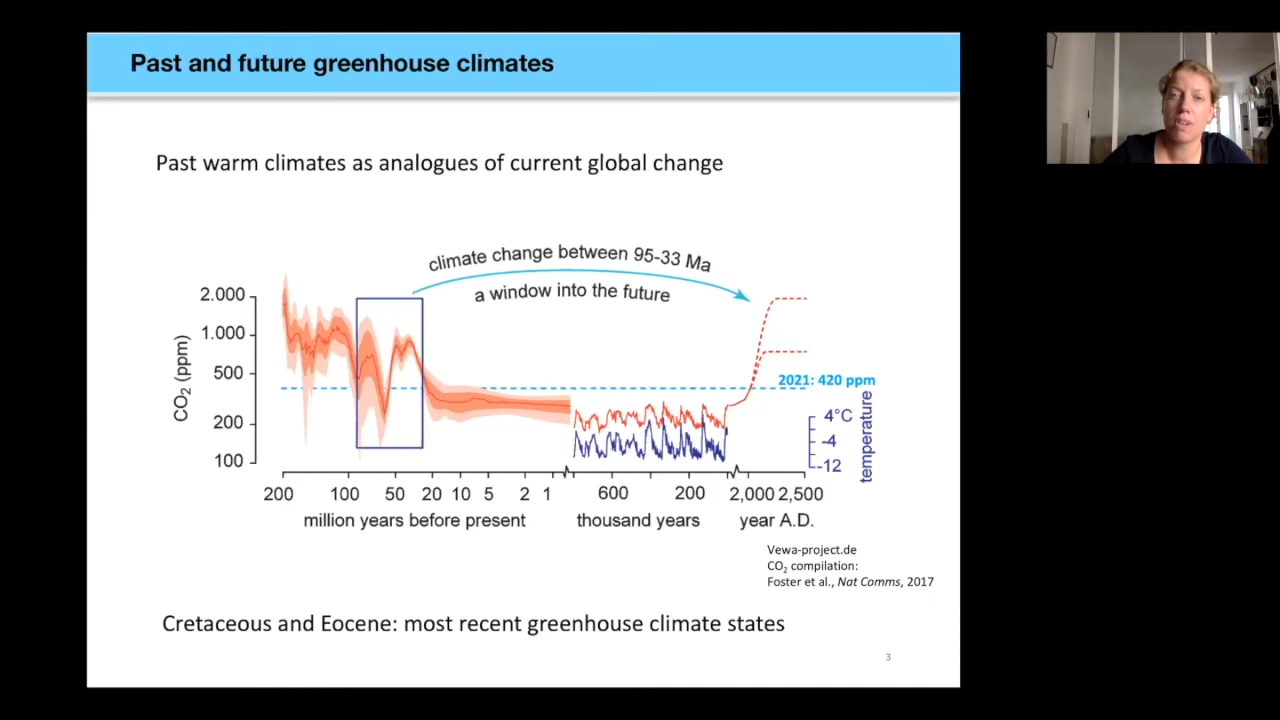 Past and future greenhouse climates
Past warm climates as analogues of current global change
climate change between 95-33 Ma
a window into the future
2.000
1.000
500
200
100
CO2 (ppm)
2021: 420 ppm
4°C
-4
-12
temperature
200 100 50 20 10 5 2 1 600 200 2,000 2,500
million years before present thousand years year A.D.
Vewa-project.de
CO2 compilation:
Foster et al., Nat Comms, 2017
Cretaceous and Eocene: most recent greenhouse climate states
3